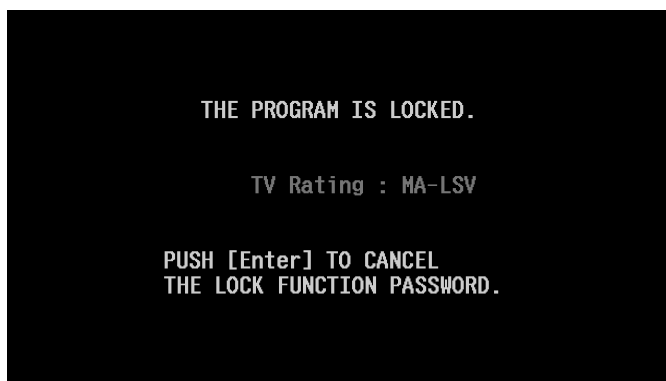 THE PROGRAM IS LOCKED.
TV Rating : MA-LSV
PUSH [Enter] TO CANCEL
THE LOCK FUNCTION PASSWORD.